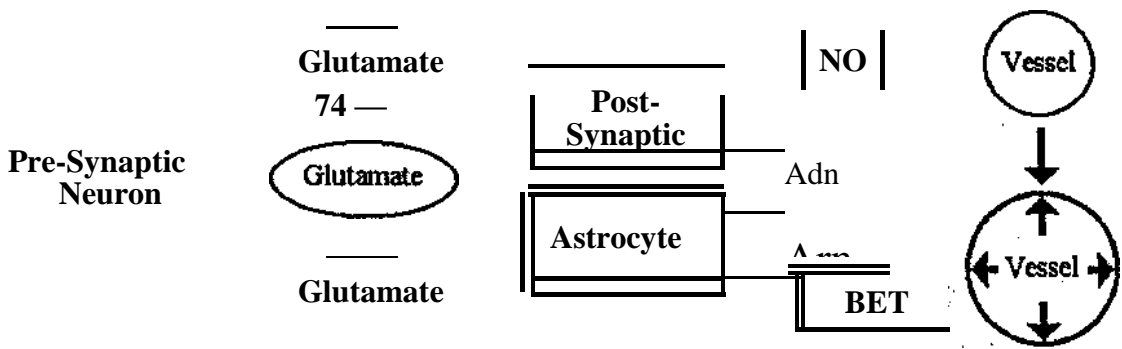 Glutamate
74 —
Glutamate
Glutamate
Pre-Synaptic
Neuron
Post-
Synaptic
Astrocyte
NO
Adn
BET
Vessel
Vessel